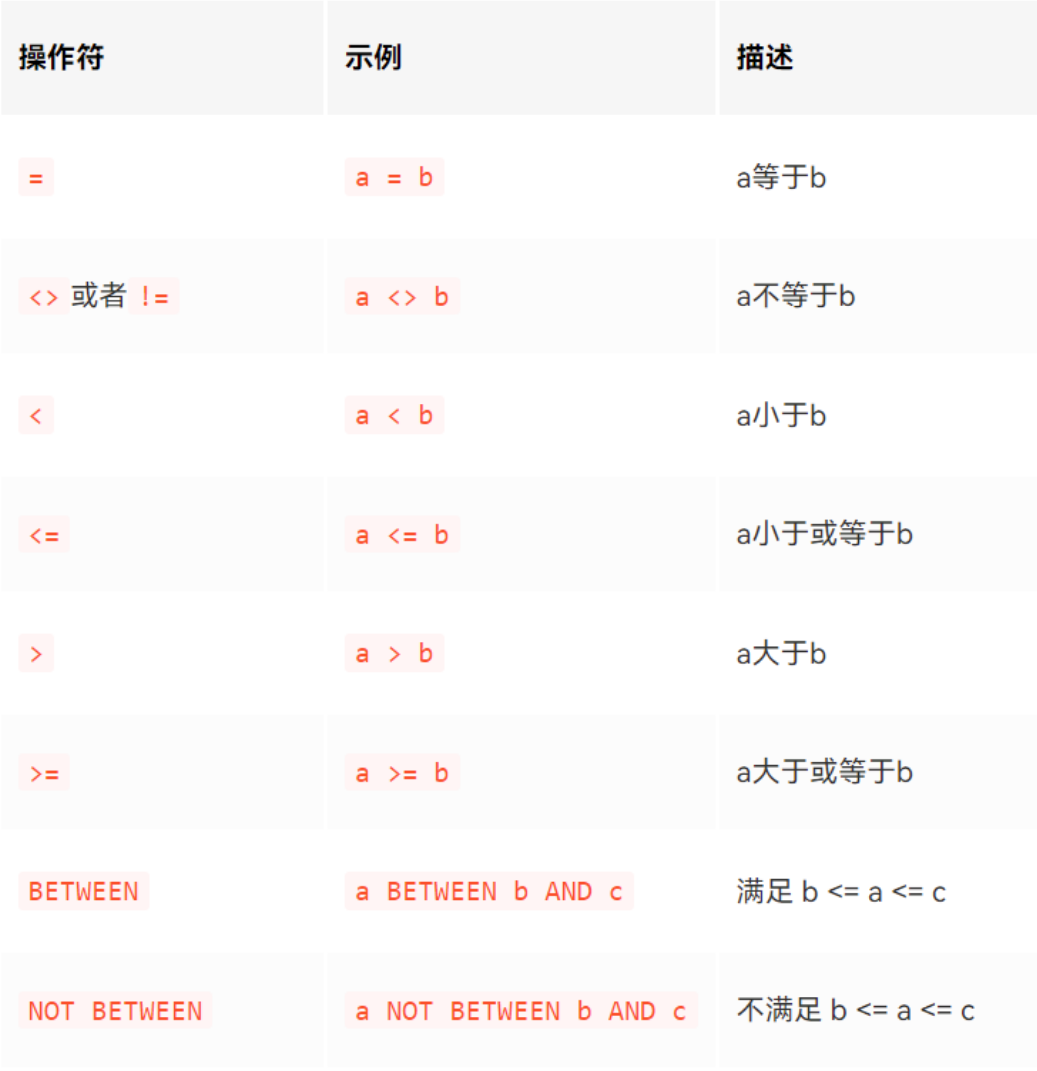 操作符 示例 描述
= a = b a等于b
<> 或者 != a <> b a不等于b
< a < b a小于b
<= a <= b a小于或等于b
> a > b a大于b
>= a >= b a大于或等于b
BETWEEN a BETWEEN b AND c 满足 b <= a <= c
NOT BETWEEN a NOT BETWEEN b AND c 不满足 b <= a <= c